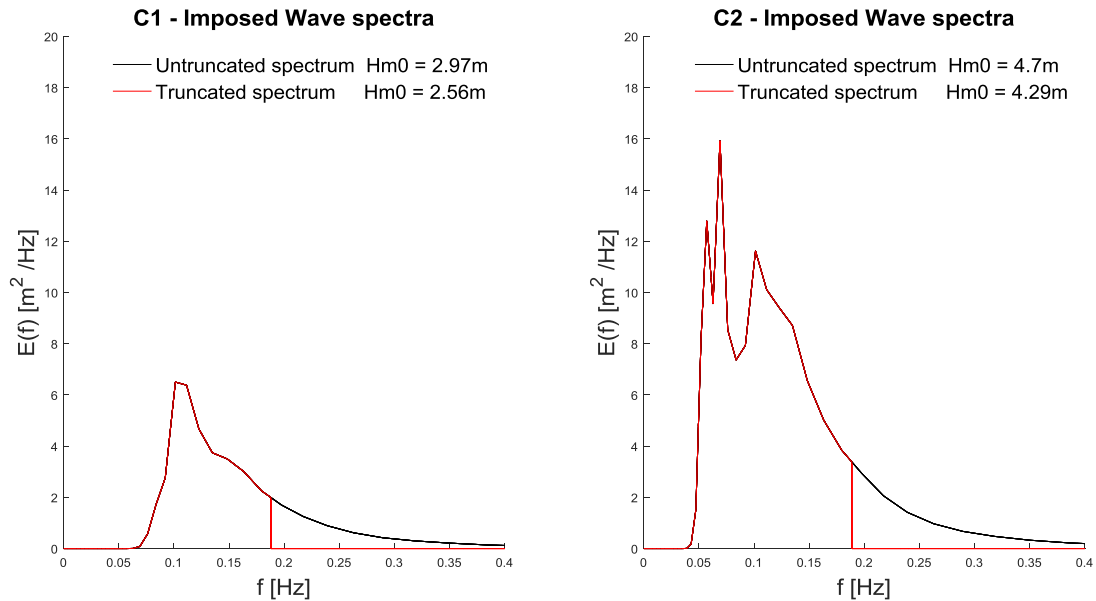 C1 - Imposed Wave spectra
Untruncated spectrum Hm0 = 2.97m
Truncated spectrum Hm0 = 2.56m
E(f) [m² /Hz]
20
18
16
14
12
10
8
6
4
2
0
0 0.05 0.1 0.15 0.2 0.25 0.3 0.35 0.4
f [Hz]
C2 - Imposed Wave spectra
Untruncated spectrum Hm0 = 4.7m
Truncated spectrum Hm0 = 4.29m
E(f) [m² /Hz]
20
18
16
14
12
10
8
6
4
2
0
0 0.05 0.1 0.15 0.2 0.25 0.3 0.35 0.4
f [Hz]